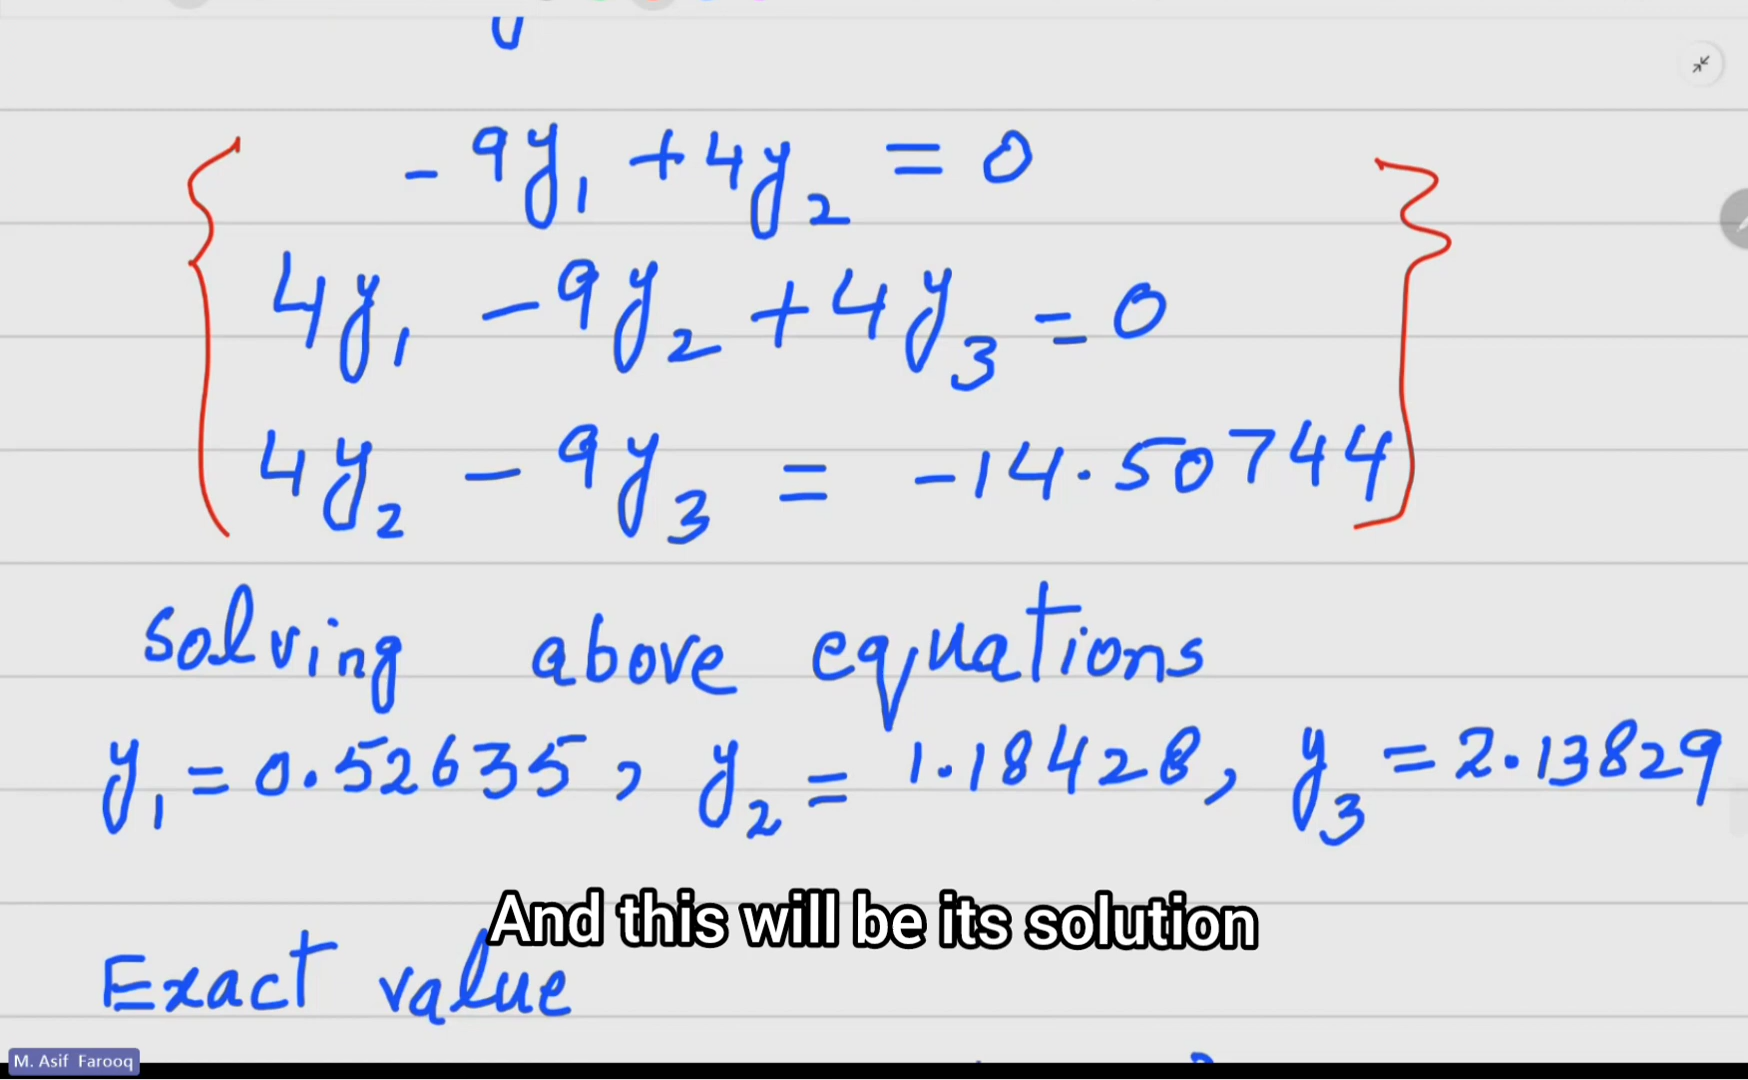 -9y₁ + 4y₂ = 0
4y₁ - 9y₂ + 4y₃ = 0
4y₂ - 9y₃ = -14.50744
solving above equations
y₁ = 0.52635, y₂ = 1.18428, y₃ = 2.13829
And this will be its solution
Exact value
M. Asif Farooq